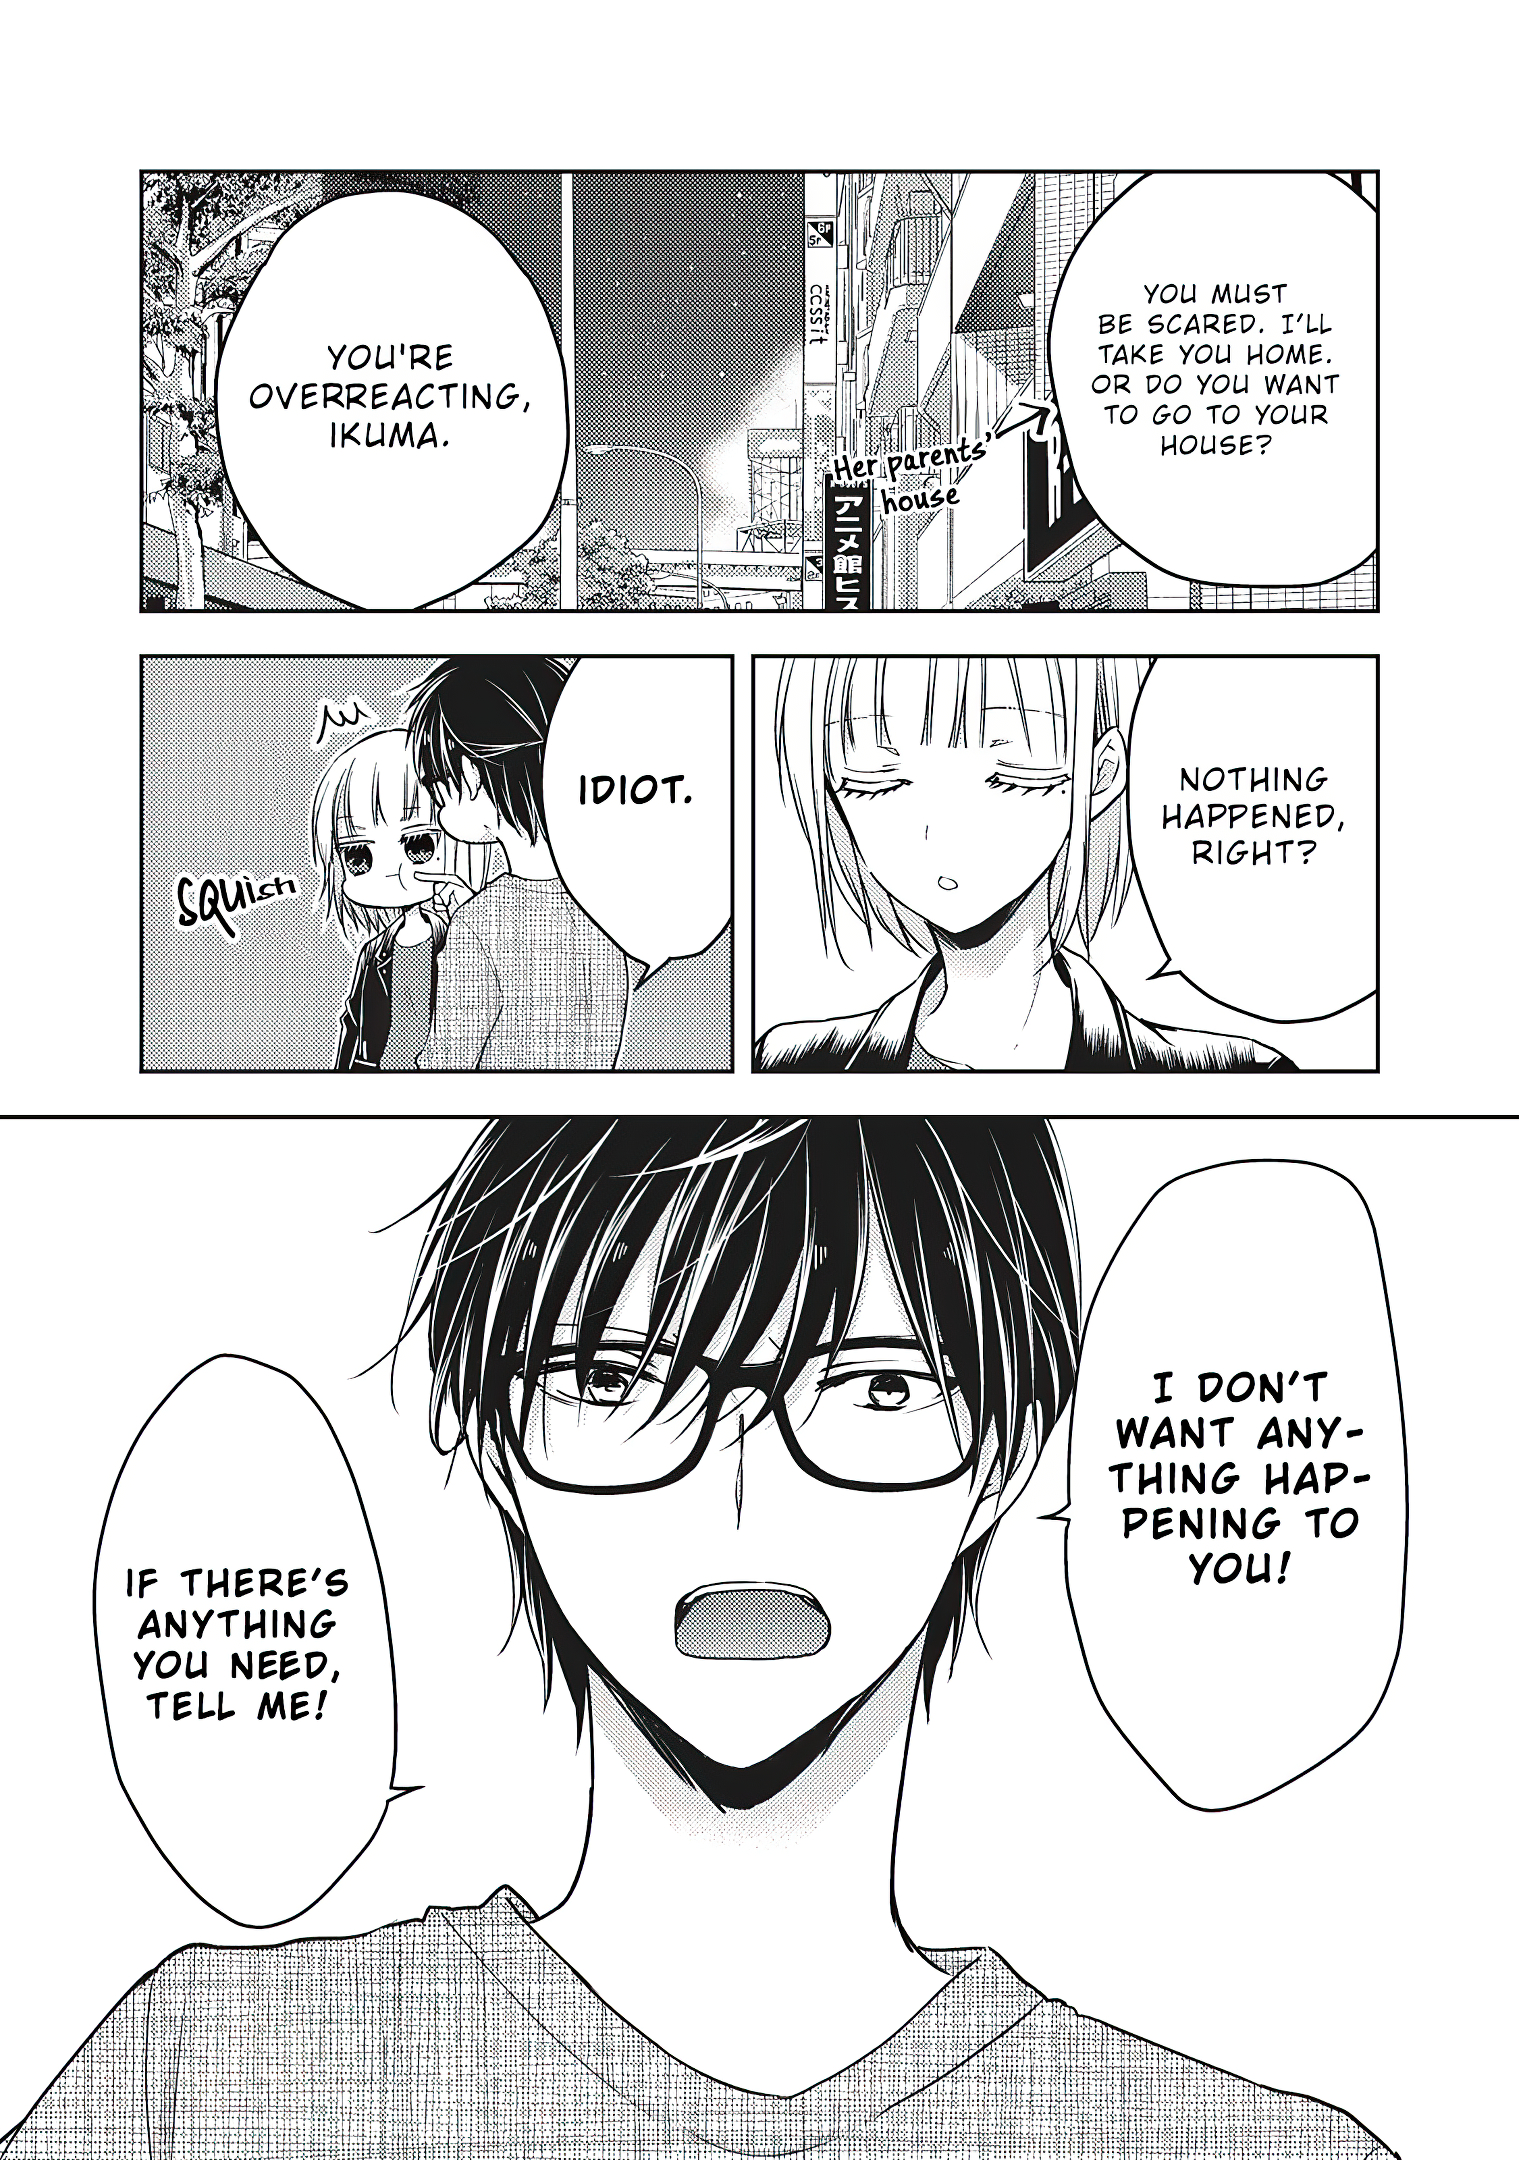 YOU MUST
BE SCARED. I'LL
TAKE YOU HOME.
OR DO YOU WANT
TO GO TO YOUR
HOUSE?
Her parents'
house
アニメ館ヒス
YOU'RE
OVERREACTING,
IKUMA.
NOTHING
HAPPENED,
RIGHT?
IDIOT.
SQUish
I DON'T
WANT ANY-
THING HAP-
PENING TO
YOU!
IF THERE'S
ANYTHING
YOU NEED,
TELL ME!